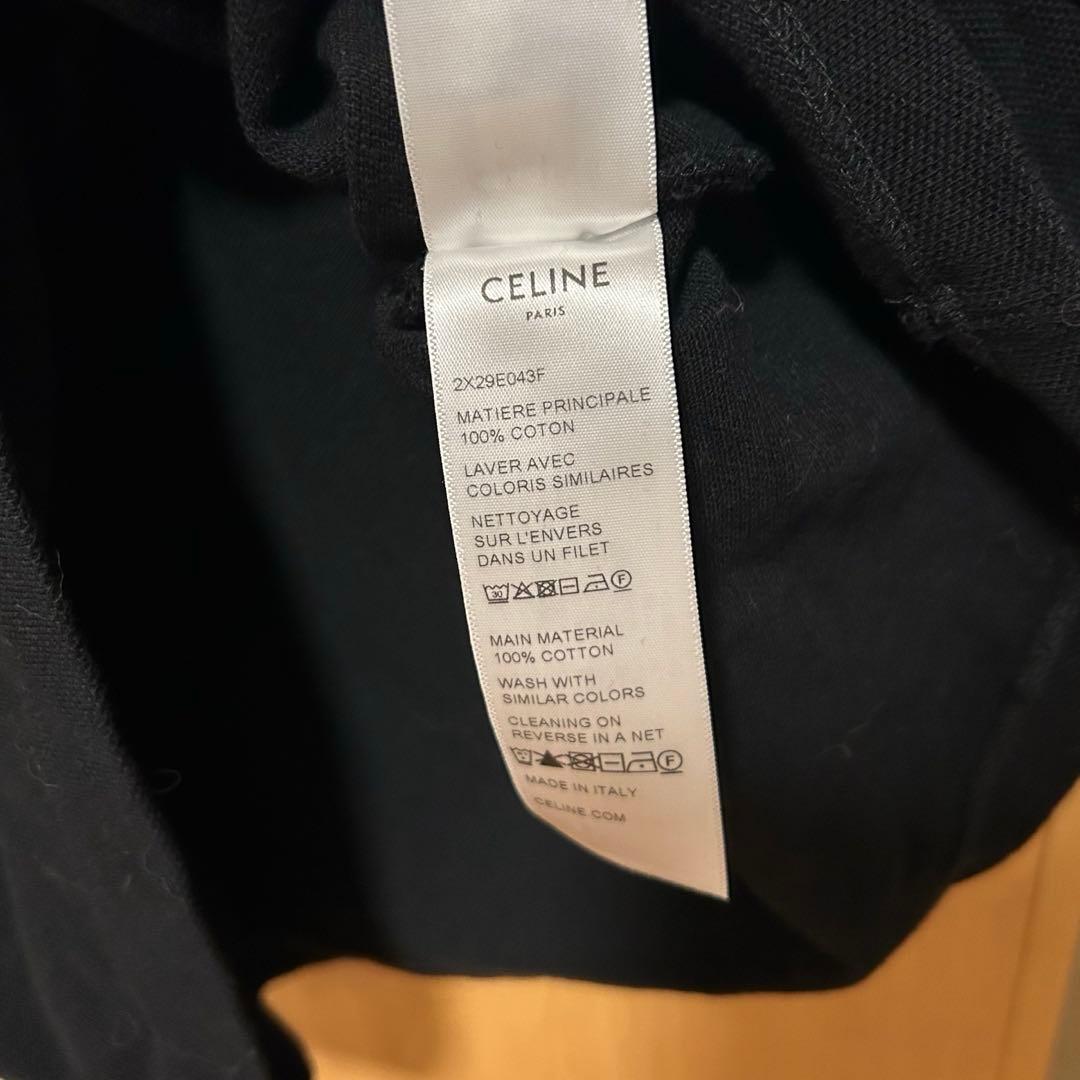 CELINE
PARIS
2X29E043F
MATIERE PRINCIPALE
100% COTON
LAVER AVEC
COLORIS SIMILAIRES
NETTOYAGE
SUR L'ENVERS
DANS UN FILET
30 F
MAIN MATERIAL
100% COTTON
WASH WITH
SIMILAR COLORS
CLEANING ON
REVERSE IN A NET
F
MADE IN ITALY
CELINE.COM